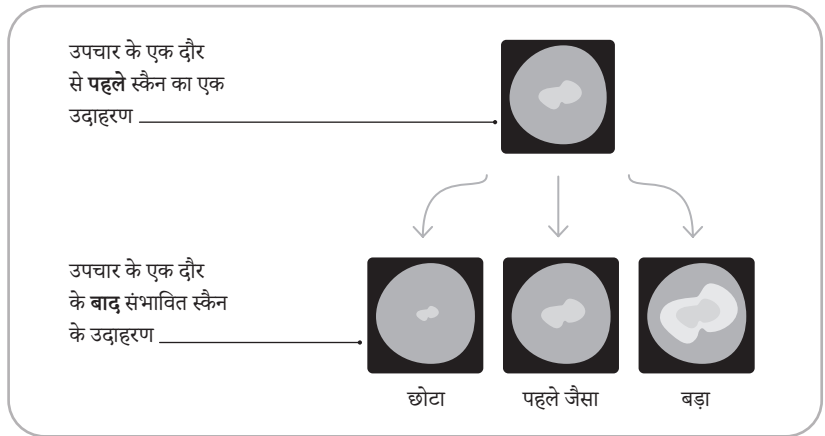 उपचार के एक दौर
से पहले स्कैन का एक
उदाहरण
उपचार के एक दौर
के बाद संभावित स्कैन
के उदाहरण
छोटा
पहले जैसा
बड़ा